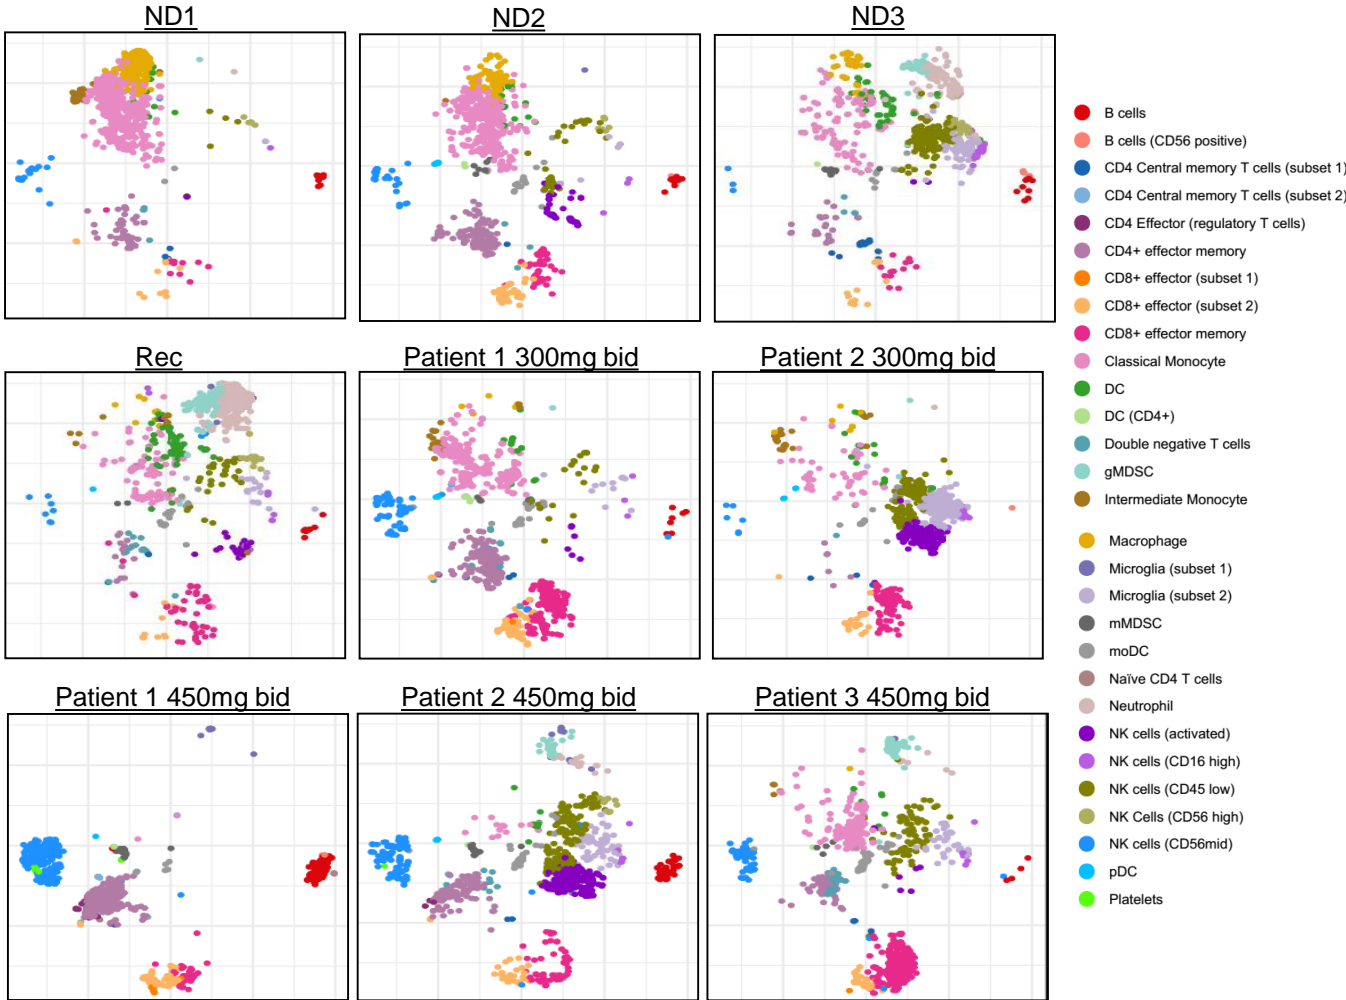 ND1
ND2
ND3
Rec
Patient 1 300mg bid
Patient 2 300mg bid
Patient 1 450mg bid
Patient 2 450mg bid
Patient 3 450mg bid
B cells
B cells (CD56 positive)
CD4 Central memory T cells (subset 1)
CD4 Central memory T cells (subset 2)
CD4 Effector (regulatory T cells)
CD4+ effector memory
CD8+ effector (subset 1)
CD8+ effector (subset 2)
CD8+ effector memory
Classical Monocyte
DC
DC (CD4+)
Double negative T cells
gMDSC
Intermediate Monocyte
Macrophage
Microglia (subset 1)
Microglia (subset 2)
mMDSC
moDC
Naïve CD4 T cells
Neutrophil
NK cells (activated)
NK cells (CD16 high)
NK cells (CD45 low)
NK Cells (CD56 high)
NK cells (CD56mid)
pDC
Platelets